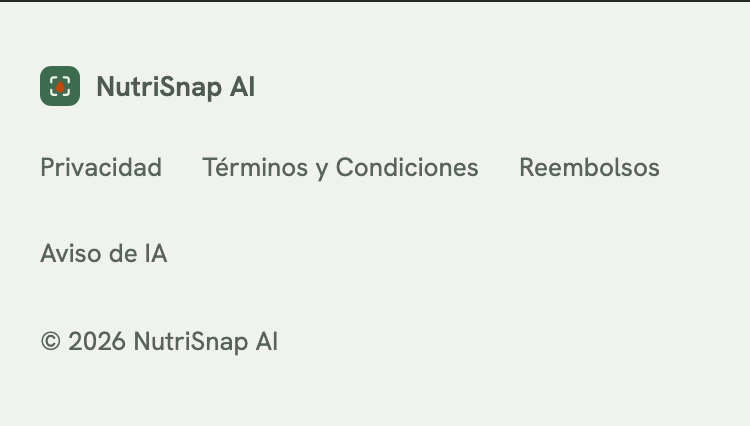 NutriSnap AI
Privacidad Términos y Condiciones Reembolsos
Aviso de IA
© 2026 NutriSnap AI